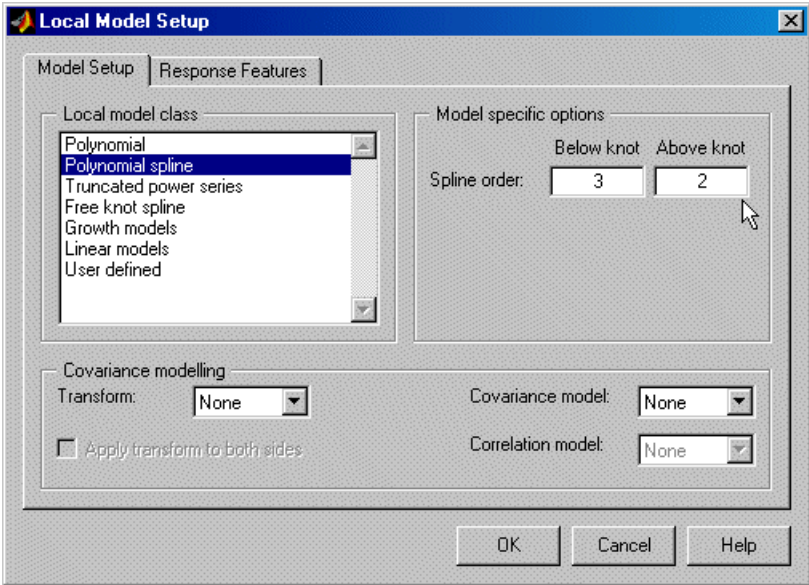 Local Model Setup
Model Setup
Response Features
Local model class
Polynomial
Polynomial spline
Truncated power series
Free knot spline
Growth models
Linear models
User defined
Model specific options
Below knot Above knot
Spline order: 3 2
Covariance modelling
Transform: None
Apply transform to both sides
Covariance model: None
Correlation model: None
OK Cancel Help